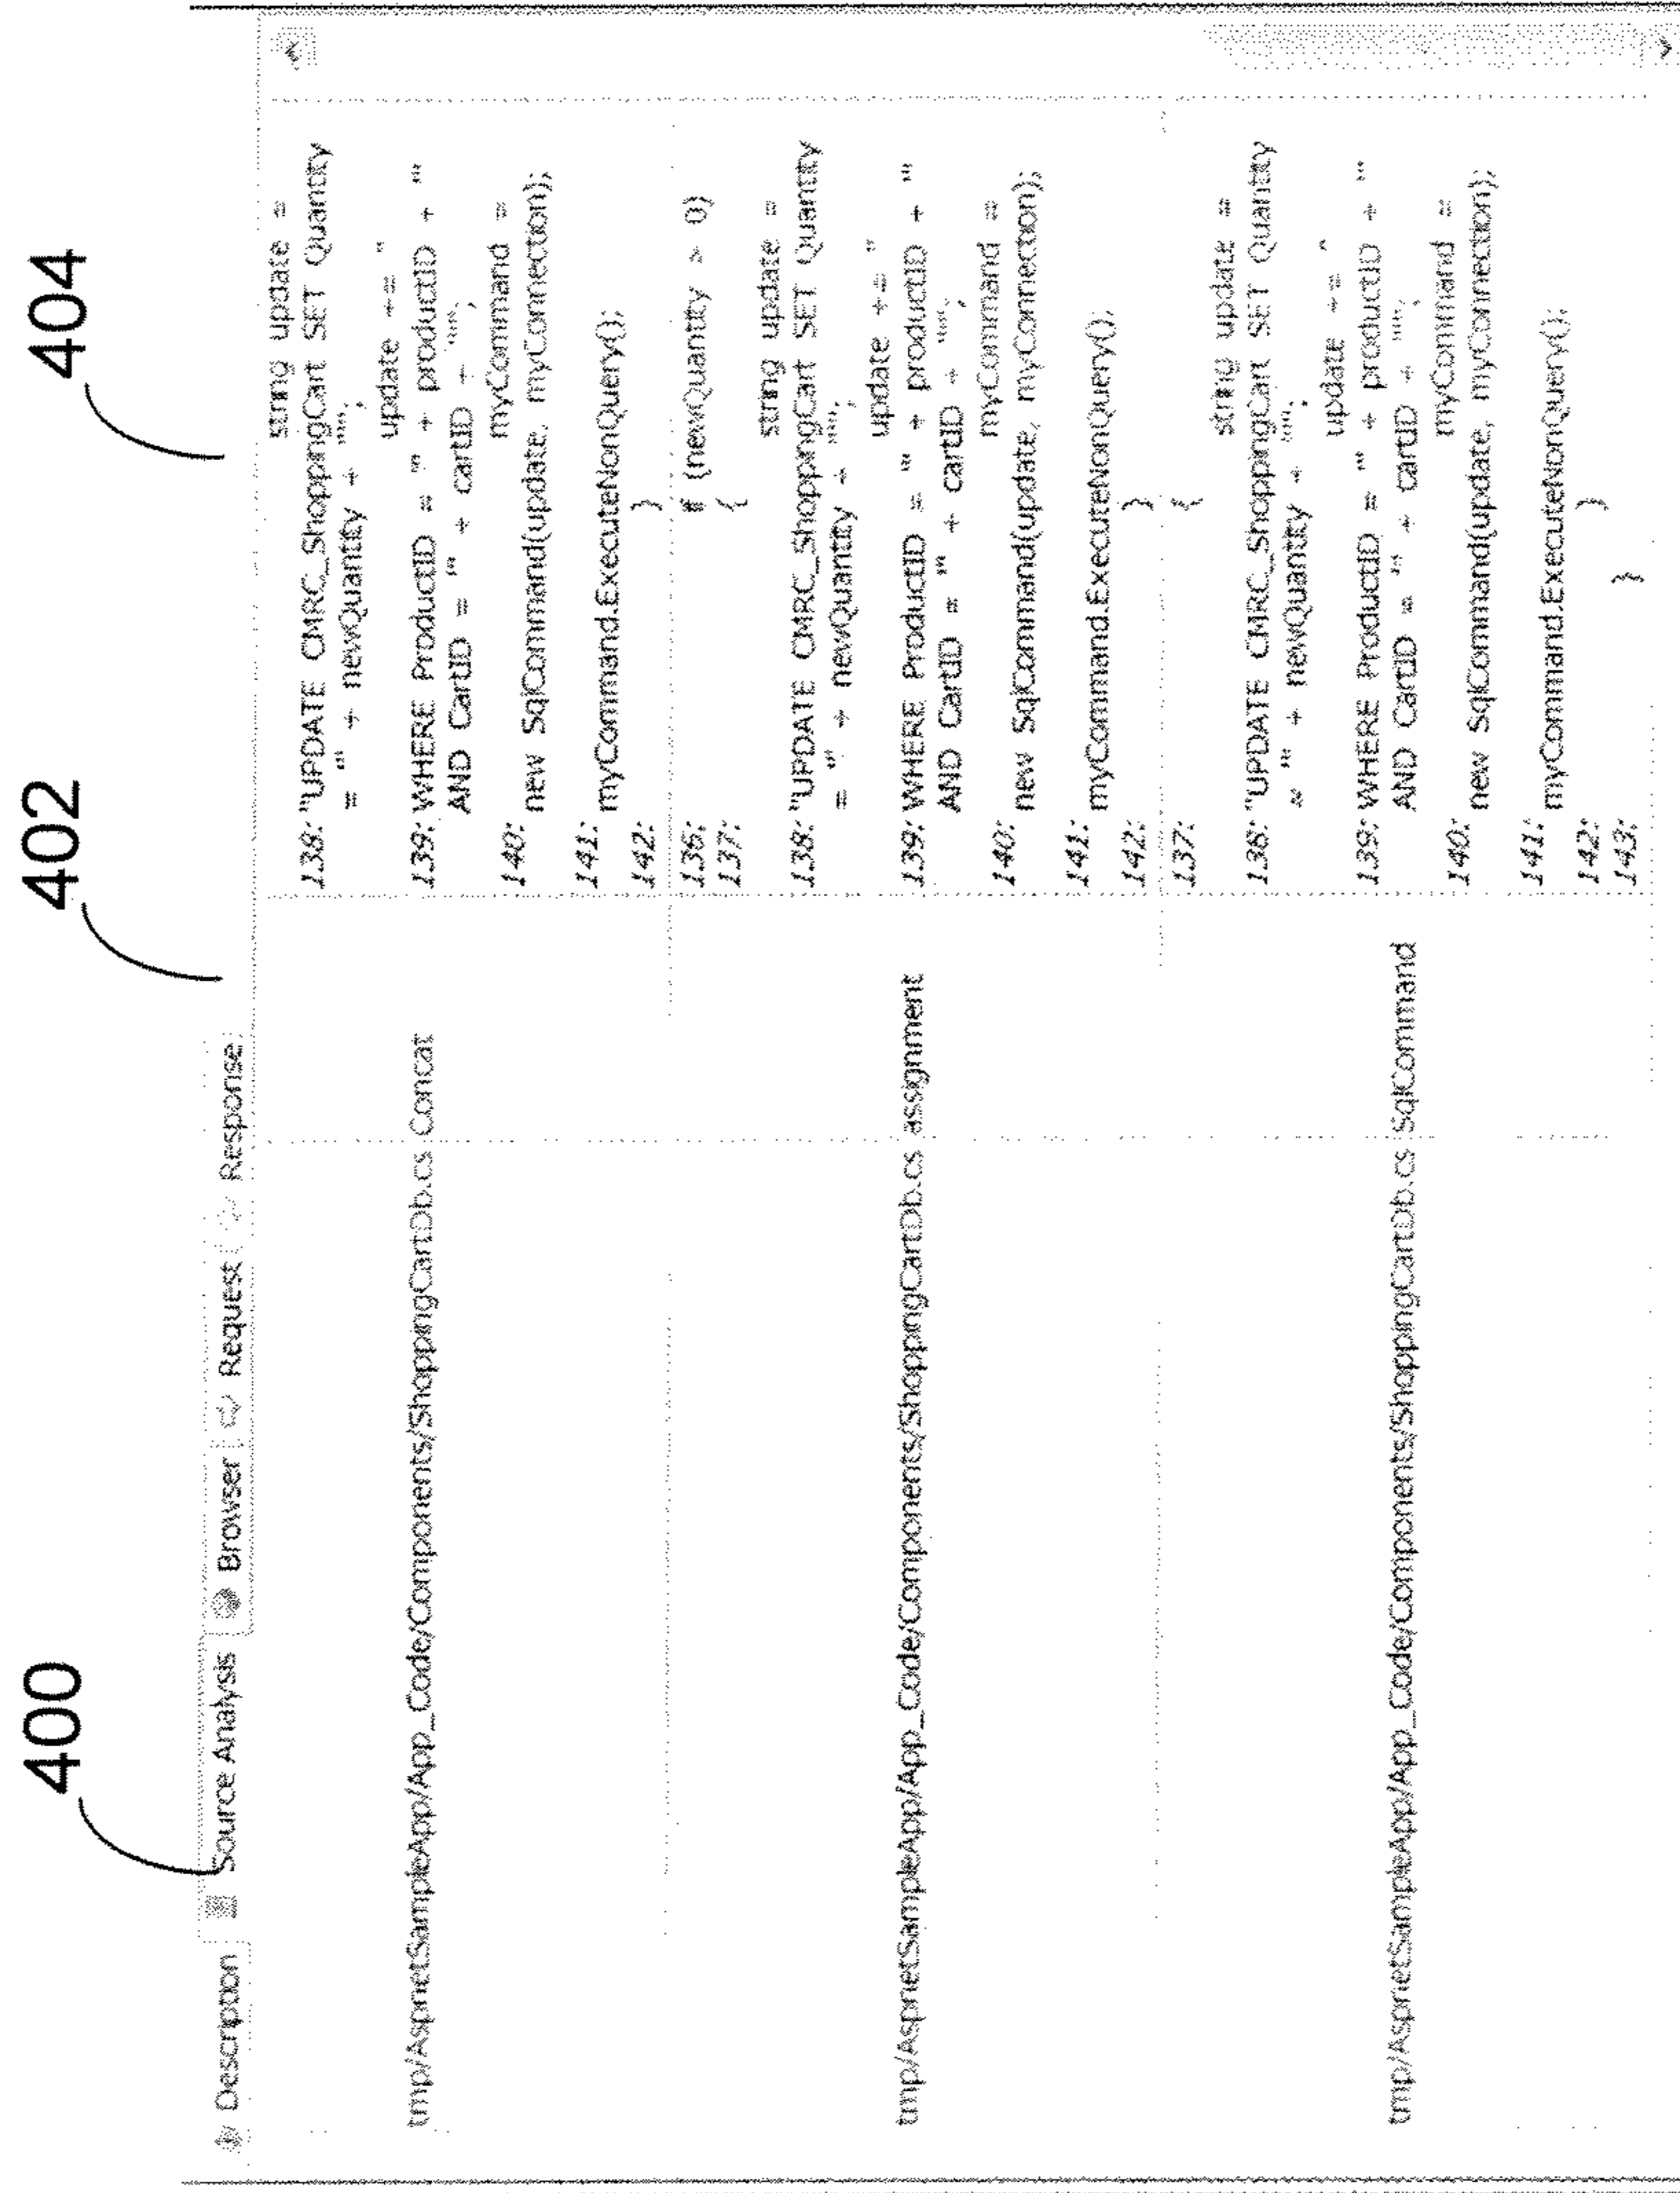 400
402
404
Description
Source Analysis
Browser
Request
Response
tmp/AspnetSampleApp/App_Code/Components/ShoppingCartDb.cs Concat
string update =
138: "UPDATE CMRC_ShoppingCart SET Quantity
= '" + newQuantity + "'";
update += "
139: WHERE ProductID = '" + productID + "'
AND CartID = '" + cartID + "'";
myCommand =
140: new SqlCommand(update, myConnection);
141: myCommand.ExecuteNonQuery();
142: }
tmp/AspnetSampleApp/App_Code/Components/ShoppingCartDb.cs assignment
136: if (newQuantity > 0)
137: {
string update =
138: "UPDATE CMRC_ShoppingCart SET Quantity
= '" + newQuantity + "'";
update += "
139: WHERE ProductID = '" + productID + "'
AND CartID = '" + cartID + "'";
myCommand =
140: new SqlCommand(update, myConnection);
141: myCommand.ExecuteNonQuery();
142: }
tmp/AspnetSampleApp/App_Code/Components/ShoppingCartDb.cs SqlCommand
137: {
string update =
138: "UPDATE CMRC_ShoppingCart SET Quantity
= '" + newQuantity + "'";
update += "
139: WHERE ProductID = '" + productID + "'
AND CartID = '" + cartID + "'";
myCommand =
140: new SqlCommand(update, myConnection);
141: myCommand.ExecuteNonQuery();
142: }
143: }